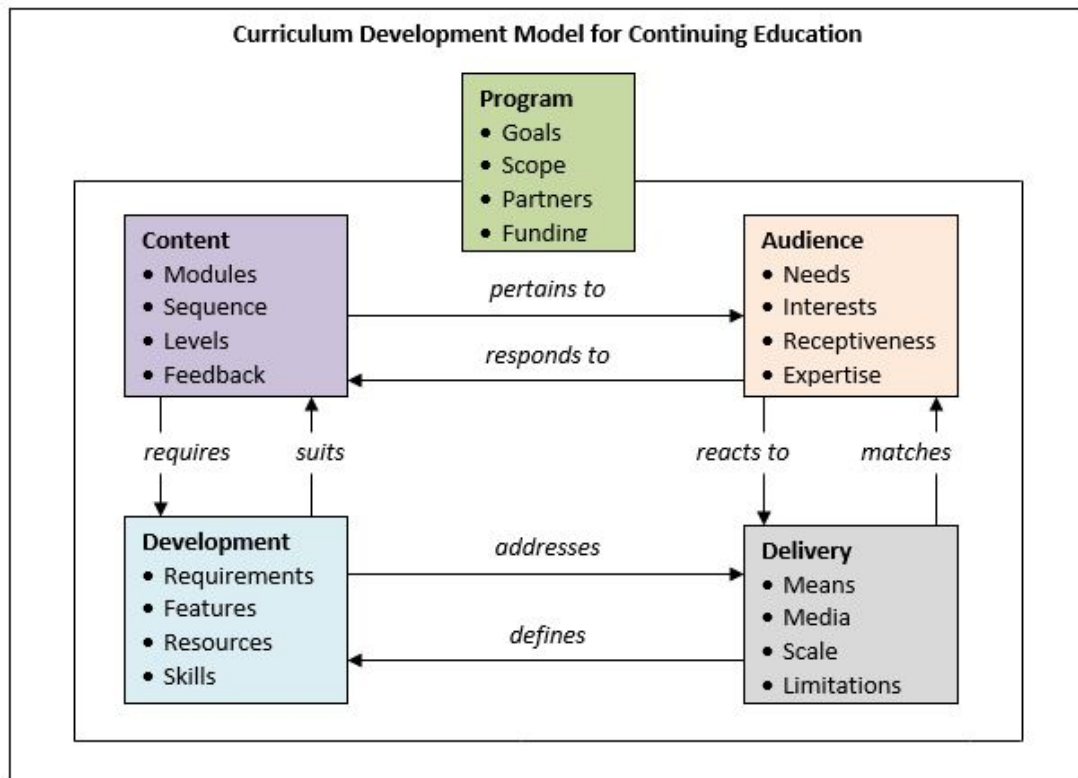 Curriculum Development Model for Continuing Education
Program
• Goals
• Scope
• Partners
• Funding
Content
• Modules
• Sequence
• Levels
• Feedback
pertains to
responds to
Audience
• Needs
• Interests
• Receptiveness
• Expertise
requires
suits
reacts to
matches
Development
• Requirements
• Features
• Resources
• Skills
addresses
defines
Delivery
• Means
• Media
• Scale
• Limitations